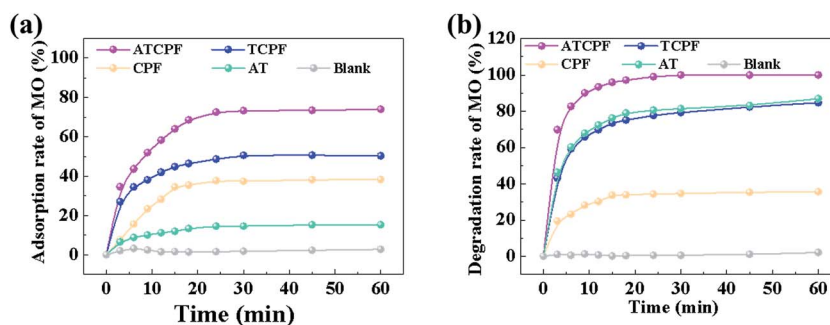 (a)
Adsorption rate of MO (%)
100
80
60
40
20
0
ATCPF TCPF
CPF AT Blank
0 10 20 30 40 50 60
Time (min)
(b)
Degradation rate of MO (%)
120
100
80
60
40
20
0
ATCPF TCPF
CPF AT Blank
0 10 20 30 40 50 60
Time (min)